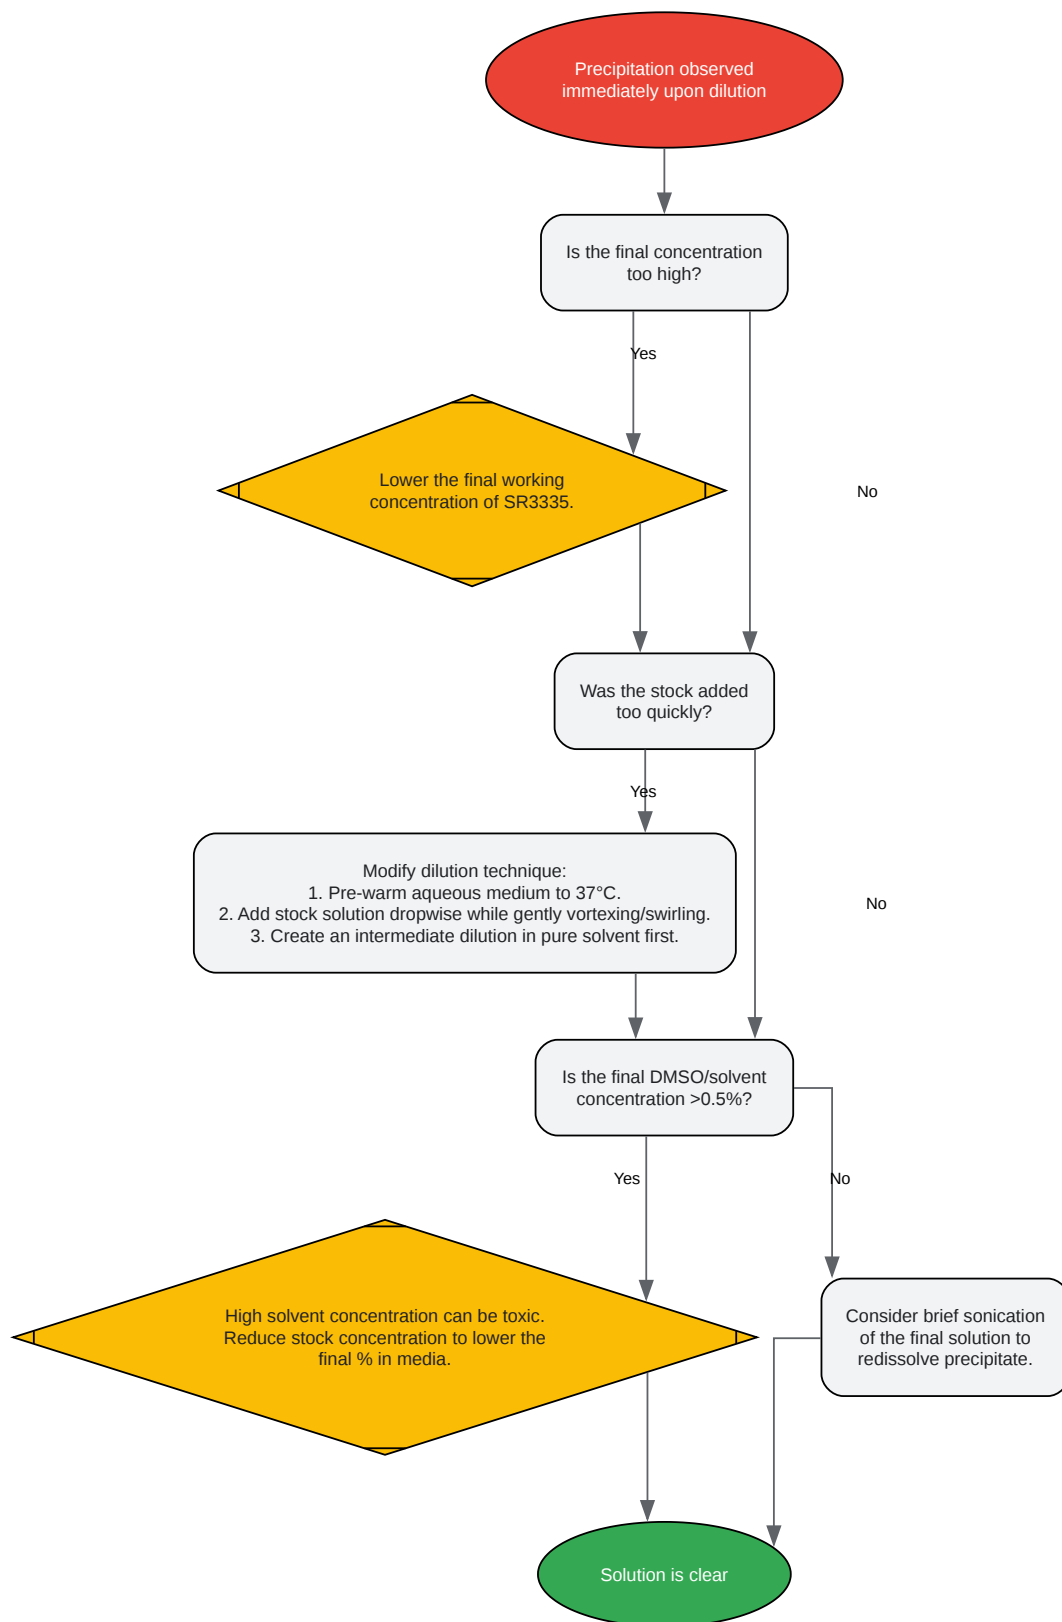 Precipitation observed
immediately upon dilution
Is the final concentration
too high?
Yes
Lower the final working
concentration of SR3335.
No
Was the stock added
too quickly?
Yes
Modify dilution technique:
1. Pre-warm aqueous medium to 37°C.
2. Add stock solution dropwise while gently vortexing/swirling.
3. Create an intermediate dilution in pure solvent first.
No
Is the final DMSO/solvent
concentration >0.5%?
Yes
No
High solvent concentration can be toxic.
Reduce stock concentration to lower the
final % in media.
Consider brief sonication
of the final solution to
redissolve precipitate.
Solution is clear